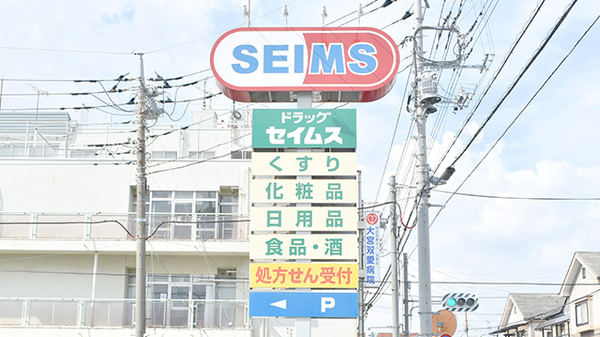 SEIMS
ドラッグ
セイムス
くすり
化粧品
日用品
食品・酒
処方せん受付
◀ P
大宮双愛病院